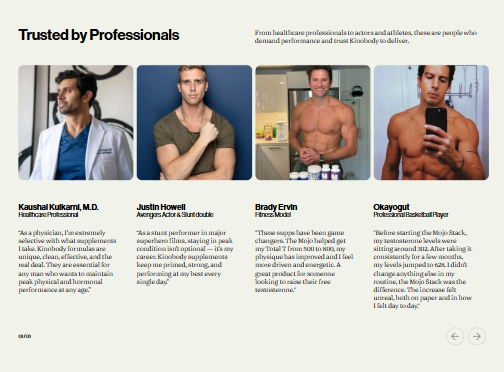 Trusted by Professionals
From healthcare professionals to actors and athletes, these are people who
demand performance and trust Kinobody to deliver.
Kaushal Kulkarni, M.D.
Healthcare Professional
"As a physician, I'm extremely
selective with what supplements
I take. Kinobody formulas are
unique, clean, effective, and the
real deal. They are essential for
any man who wants to maintain
peak physical and hormonal
performance at any age."
Justin Howell
Avengers Actor & Stunt double
"As a stunt performer in major
superhero films, staying in peak
condition isn't optional — it's my
career. Kinobody supplements
keep me primed, strong, and
performing at my best every
single day."
Brady Ervin
Fitness Model
"These supps have been game
changers. The Mojo helped get
my Total T from 500 to 800, my
physique has improved and I feel
more driven and energetic. A
great product for someone
looking to raise their free
testosterone."
Okayogut
Professional Basketball Player
"Before starting the Mojo Stack,
my testosterone levels were
sitting around 302. After taking it
consistently for a few months,
my levels jumped to 628. I didn't
change anything else in my
routine, the Mojo Stack was the
difference. The increase felt
unreal, both on paper and in how
I felt day to day."
01/01